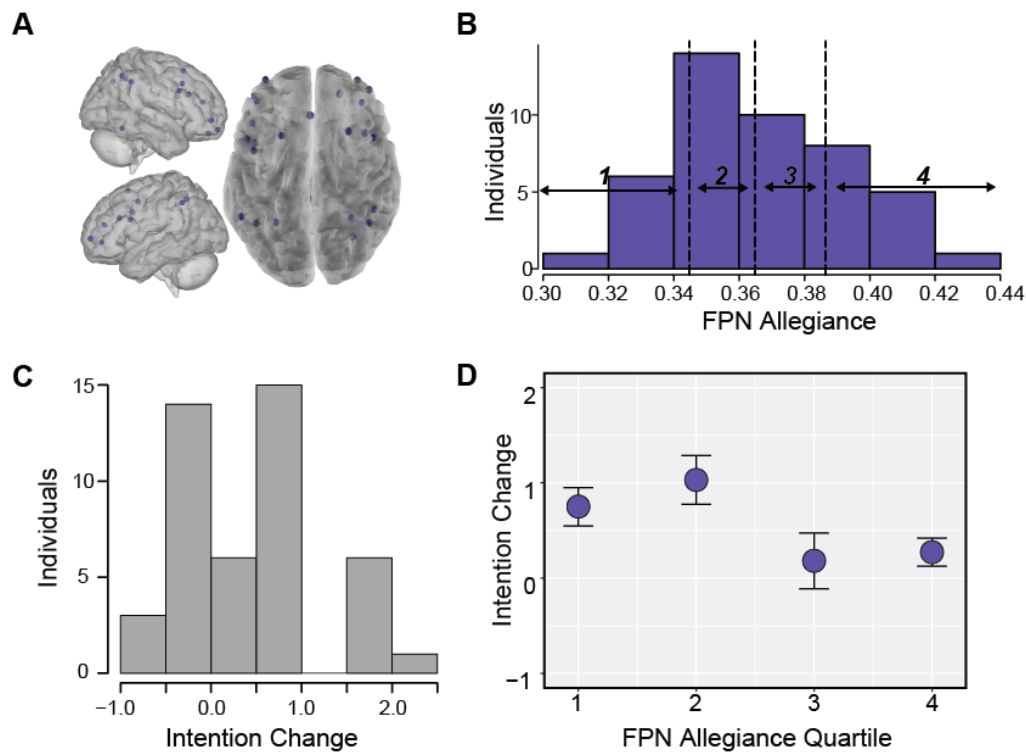 A
B
Individuals
10
5
0
1
2
3
4
0.30 0.32 0.34 0.36 0.38 0.40 0.42 0.44
FPN Allegiance
C
Individuals
15
10
5
0
−1.0 0.0 1.0 2.0
Intention Change
D
Intention Change
2
1
0
−1
1 2 3 4
FPN Allegiance Quartile